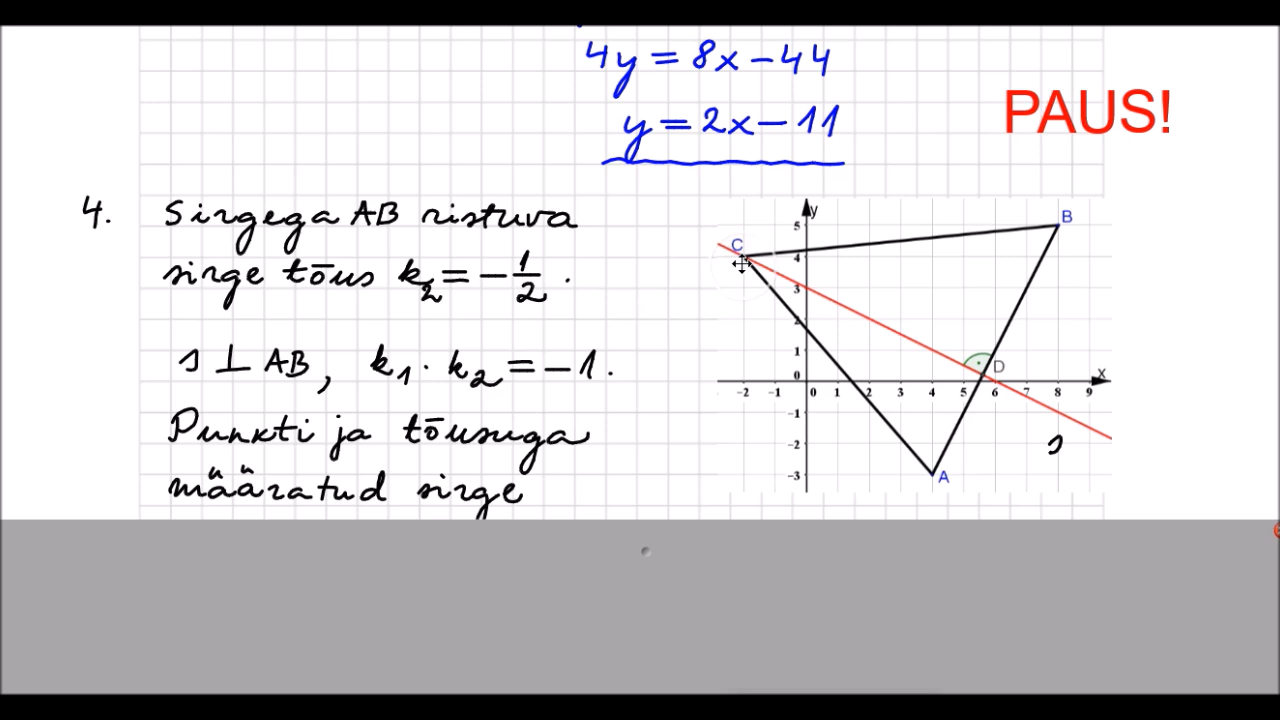 4y = 8x - 44
y = 2x - 11
PAUS!
4. Sirgega AB ristuva
sirge tõus k₂ = -1/2.
s ⊥ AB, k₁ · k₂ = -1.
Punkti ja tõusuga
määratud sirge
y
5
B
C
4
3
2
1
D
0
x
-2 -1 0 1 2 3 4 5 6 7 8 9
-1
-2
s
-3
A